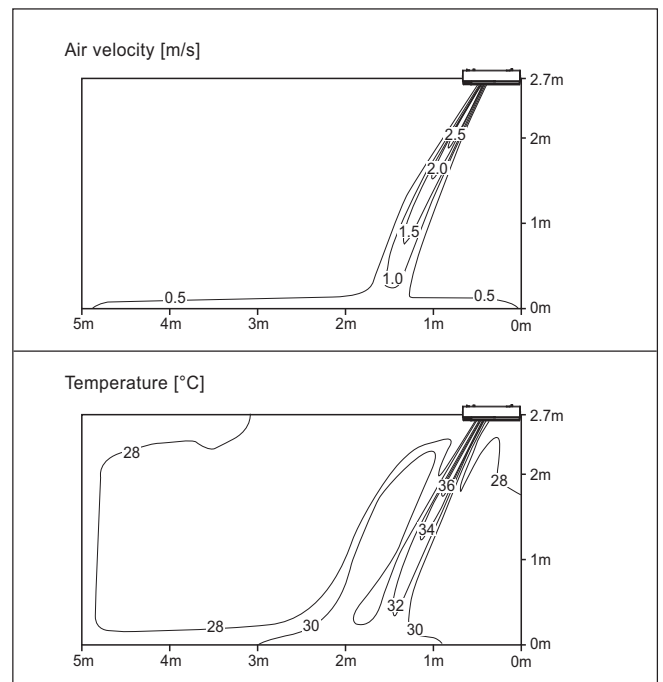 Air velocity [m/s]
2.7m
2.5
2m
2.0
1m
1.5
1.0
0.5
0.5
0m
5m 4m 3m 2m 1m 0m
Temperature [°C]
2.7m
28
2m
36
28
34
1m
32
28
30
30
0m
5m 4m 3m 2m 1m 0m